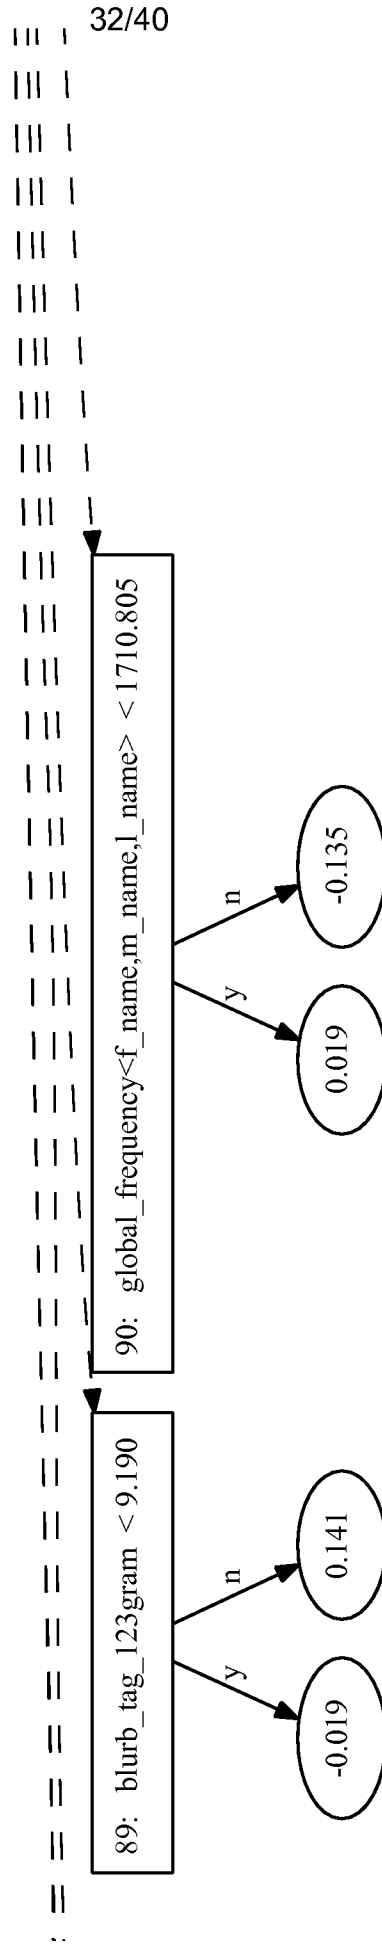 32/40
90: global_frequency<f_name,m_name,l_name> < 1710.805
n
y
-0.135
0.019
89: blurb_tag_123gram < 9.190
n
y
0.141
-0.019